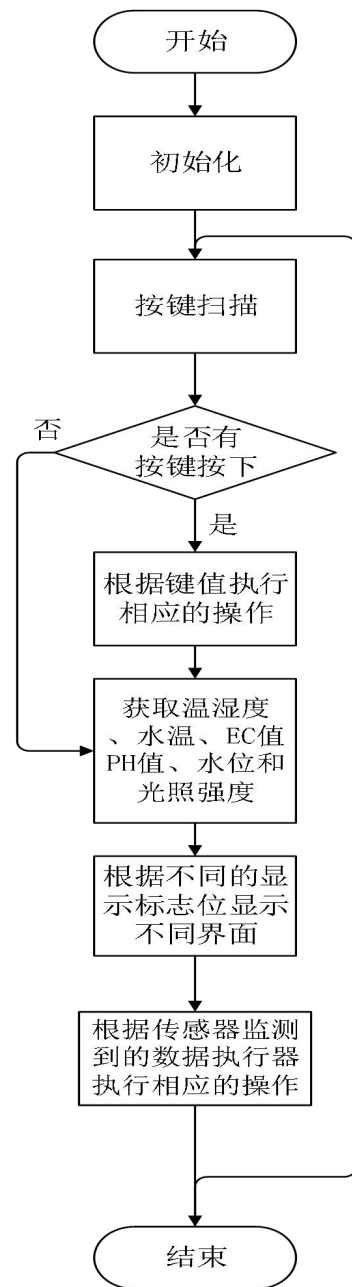 开始
初始化
按键扫描
是否有
按键按下
否
是
根据键值执行
相应的操作
获取温湿度
、水温、EC值
PH值、水位和
光照强度
根据不同的显
示标志位显示
不同界面
根据传感器监测
到的数据执行器
执行相应的操作
结束